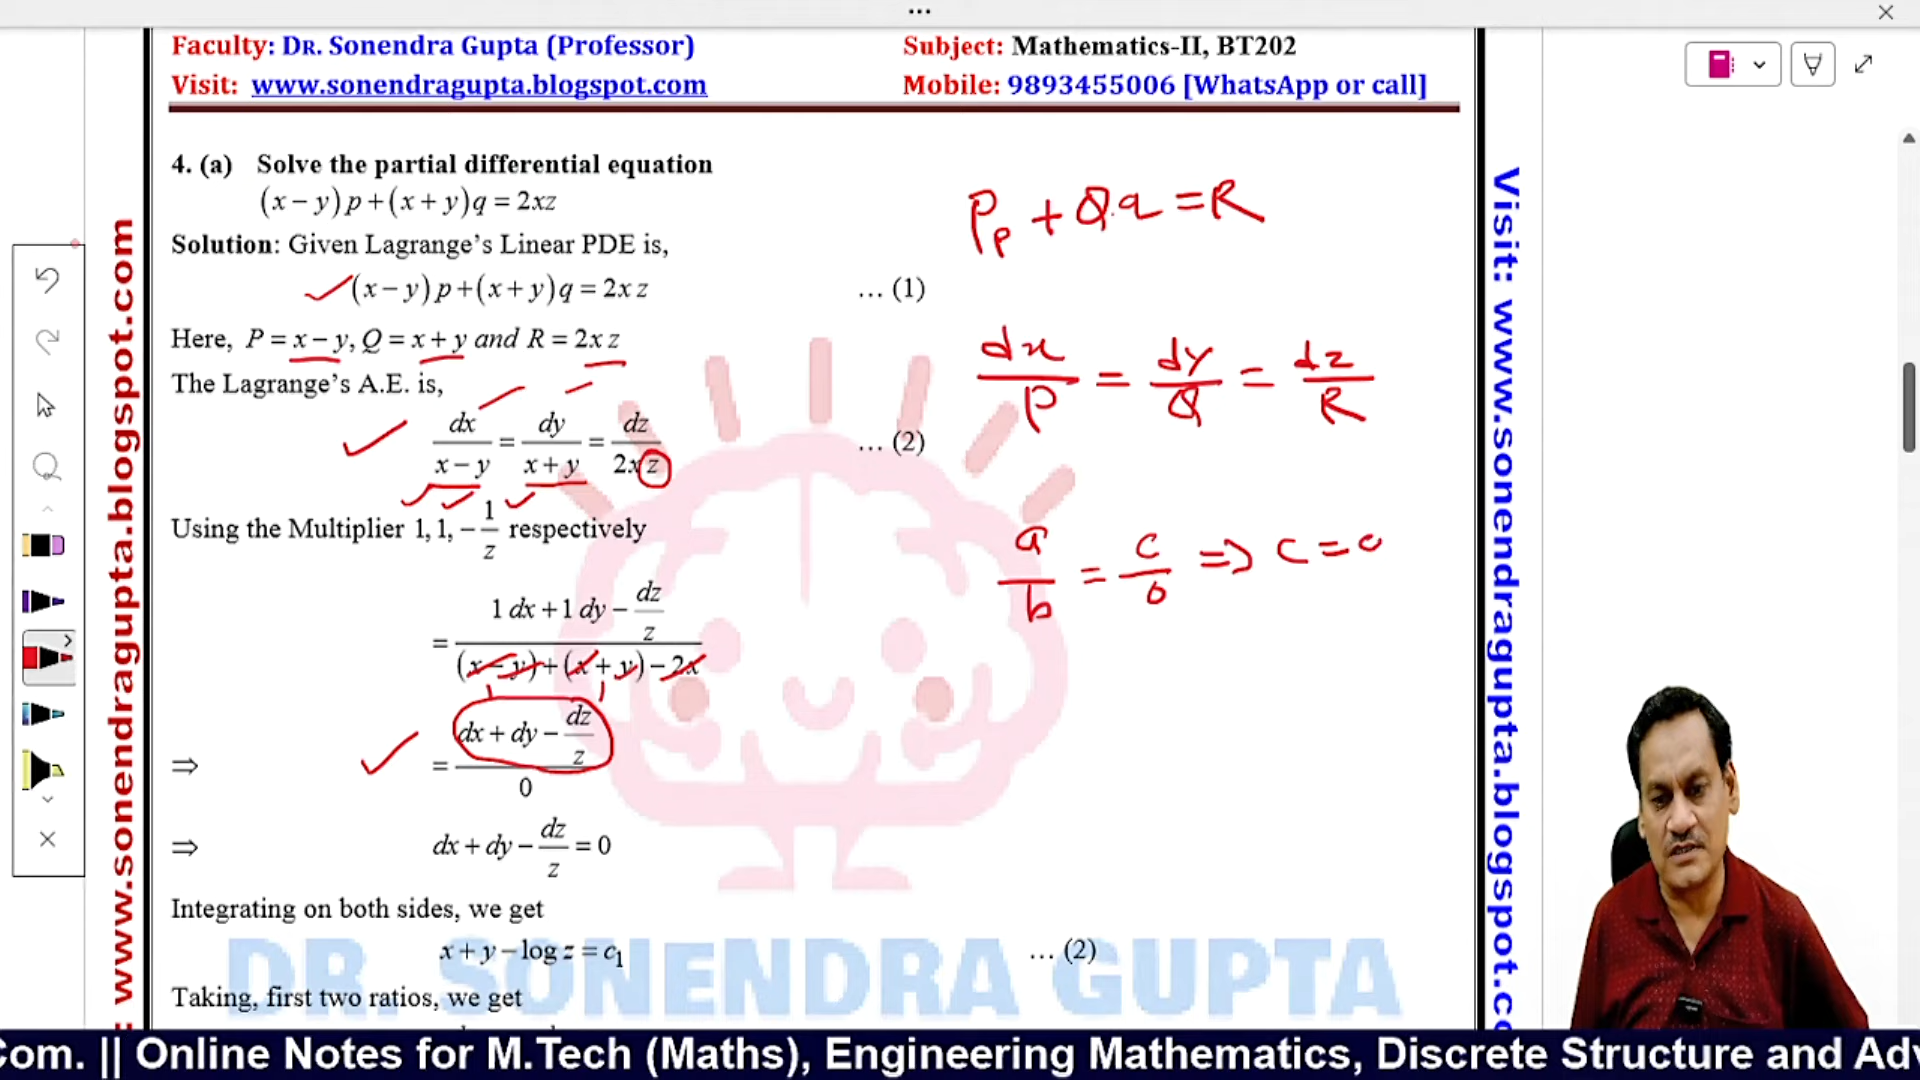 Faculty: DR. Sonendra Gupta (Professor)
Subject: Mathematics-II, BT202
Visit: www.sonendragupta.blogspot.com
Mobile: 9893455006 [WhatsApp or call]
4. (a) Solve the partial differential equation
(x − y) p + (x + y) q = 2xz
Solution: Given Lagrange's Linear PDE is,
(x − y) p + (x + y) q = 2x z … (1)
Here, P = x − y, Q = x + y and R = 2x z
The Lagrange's A.E. is,
dx/(x − y) = dy/(x + y) = dz/(2xz) … (2)
Using the Multiplier 1, 1, − 1/z respectively
= (1 dx + 1 dy − dz/z)/((x − y) + (x + y) − 2x)
⇒ = (dx + dy − dz/z)/0
⇒ dx + dy − dz/z = 0
Integrating on both sides, we get
x + y − log z = c₁ … (2)
Taking, first two ratios, we get
Pp + Qq = R
dx/P = dy/Q = dz/R
a/b = c/0 ⇒ c = 0
DR. SONENDRA GUPTA
www.sonendragupta.blogspot.com
Visit: www.sonendragupta.blogspot.c
Com. || Online Notes for M.Tech (Maths), Engineering Mathematics, Discrete Structure and Adv